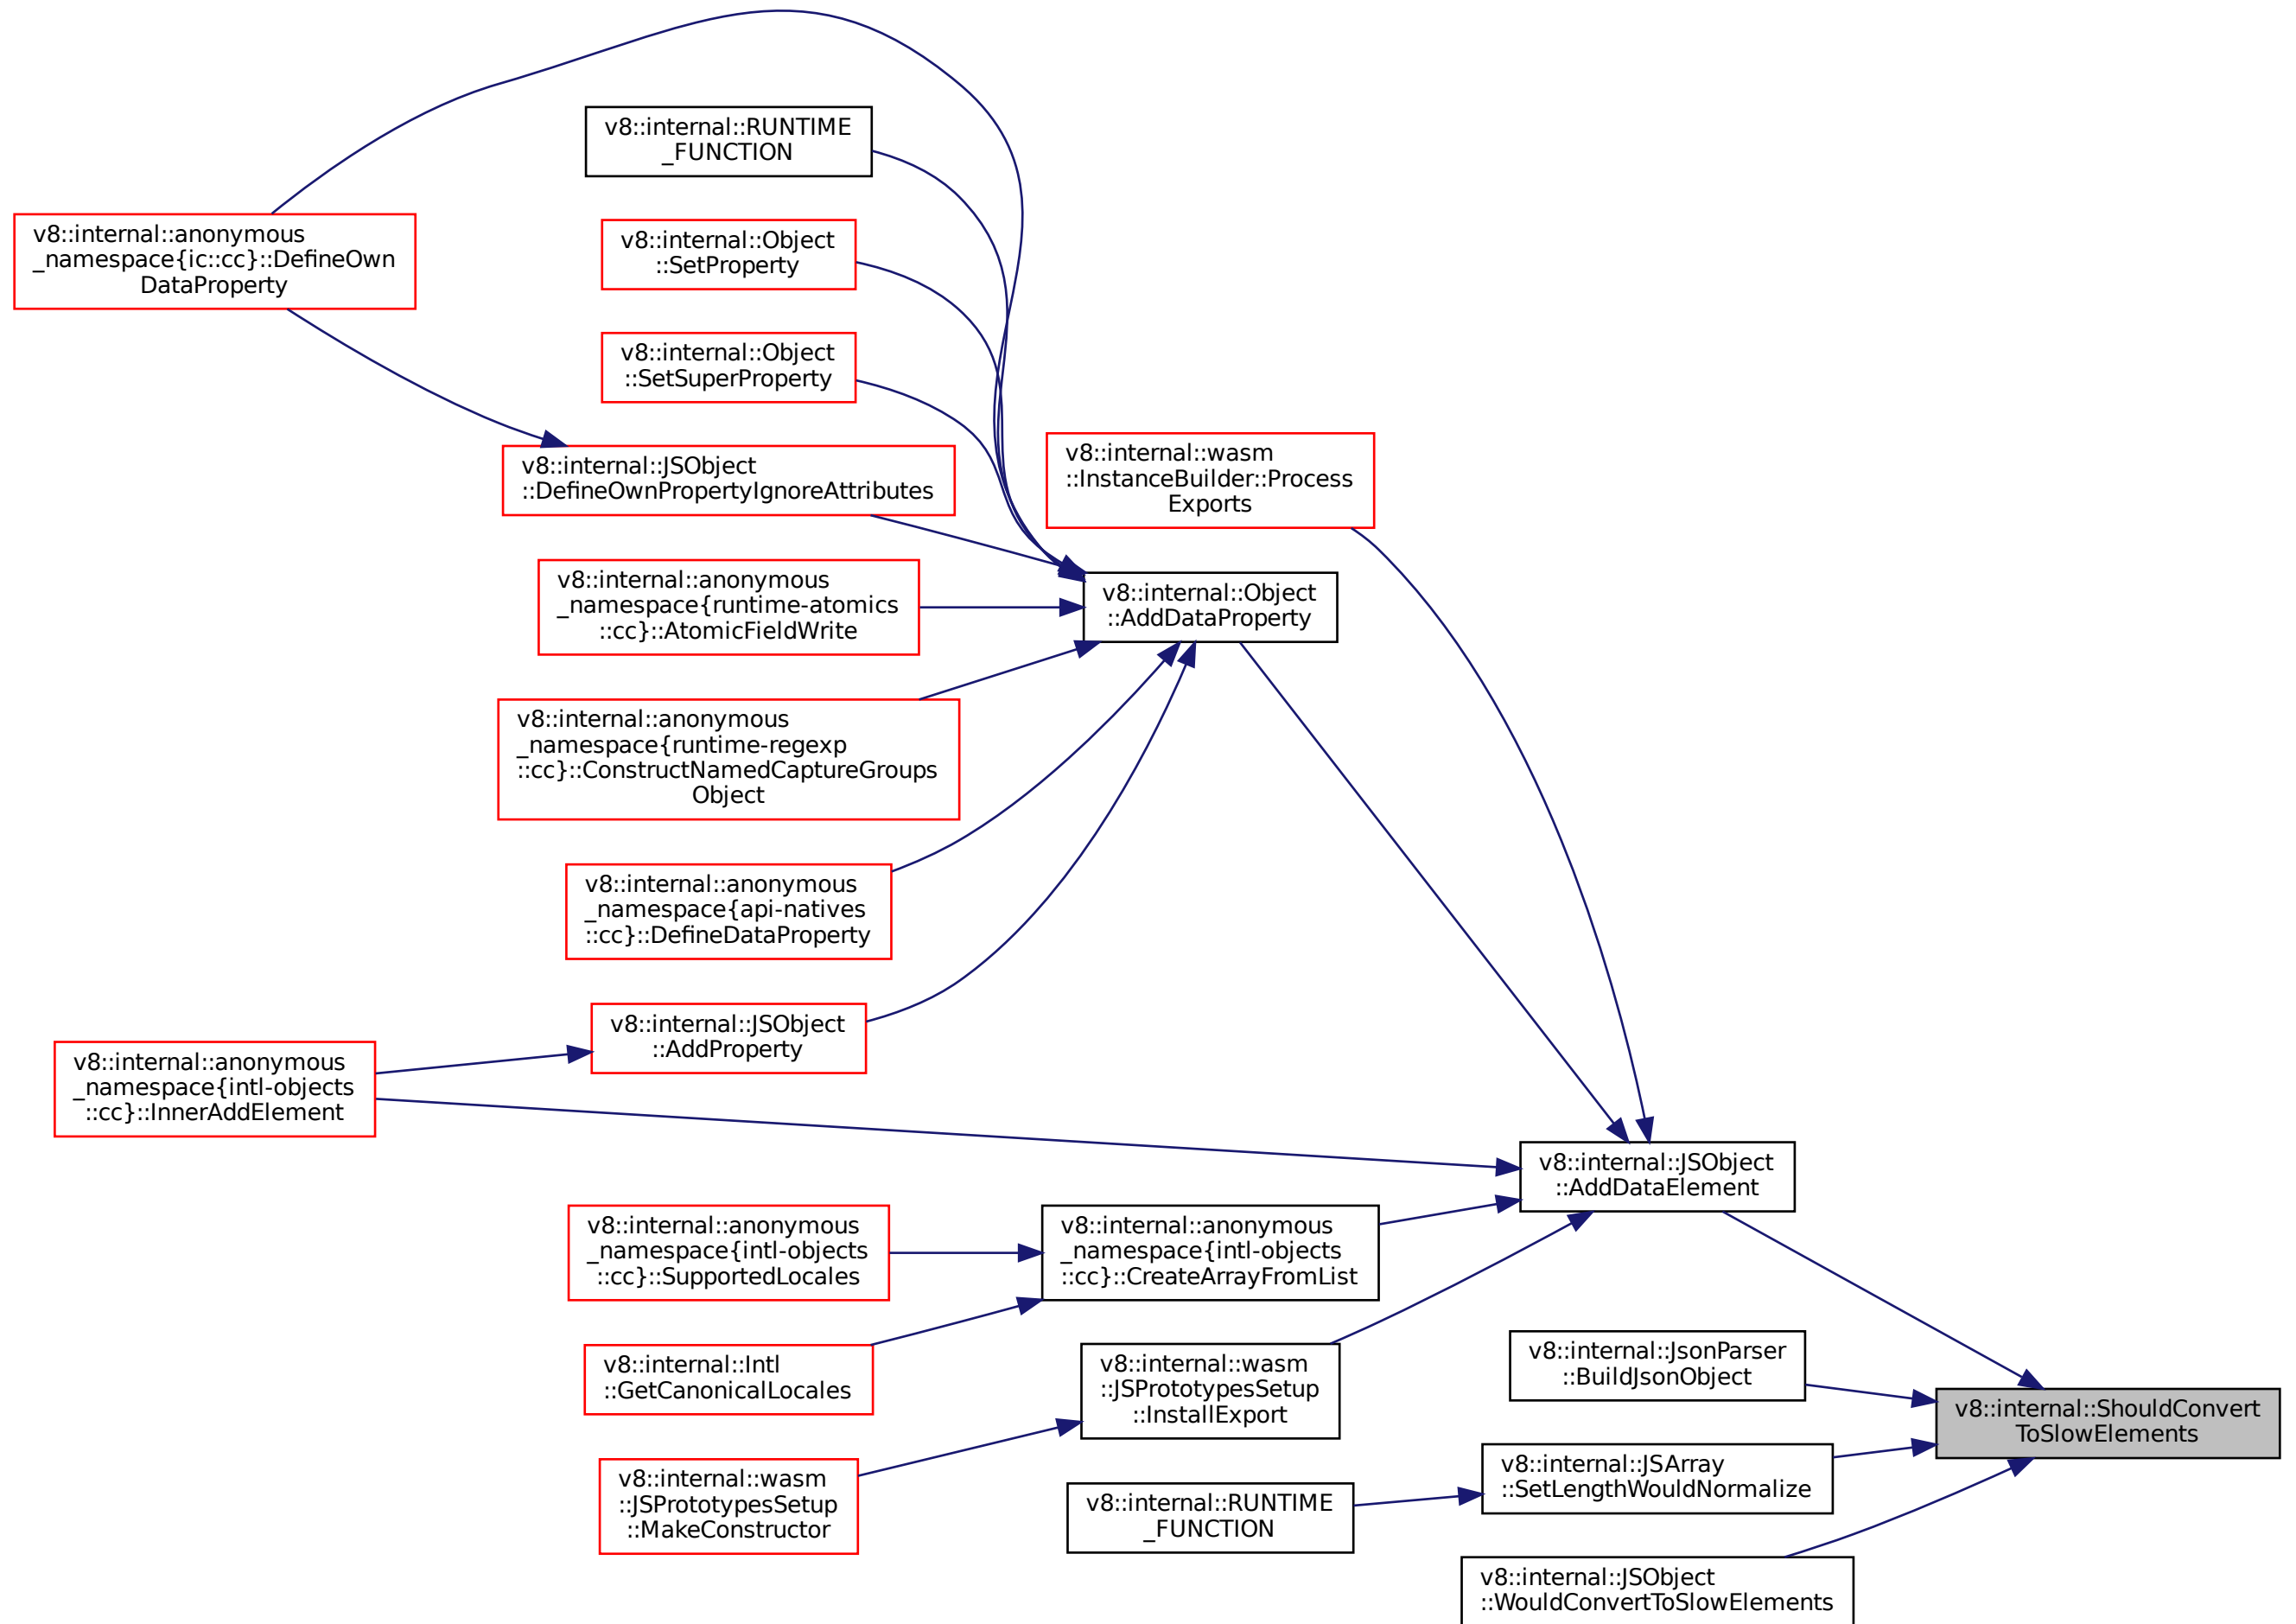 v8::internal::RUNTIME
_FUNCTION
v8::internal::anonymous
_namespace{ic::cc}::DefineOwn
DataProperty
v8::internal::Object
::SetProperty
v8::internal::Object
::SetSuperProperty
v8::internal::JSObject
::DefineOwnPropertyIgnoreAttributes
v8::internal::wasm
::InstanceBuilder::Process
Exports
v8::internal::anonymous
_namespace{runtime-atomics
::cc}::AtomicFieldWrite
v8::internal::Object
::AddDataProperty
v8::internal::anonymous
_namespace{runtime-regexp
::cc}::ConstructNamedCaptureGroups
Object
v8::internal::anonymous
_namespace{api-natives
::cc}::DefineDataProperty
v8::internal::JSObject
::AddProperty
v8::internal::anonymous
_namespace{intl-objects
::cc}::InnerAddElement
v8::internal::JSObject
::AddDataElement
v8::internal::anonymous
_namespace{intl-objects
::cc}::SupportedLocales
v8::internal::anonymous
_namespace{intl-objects
::cc}::CreateArrayFromList
v8::internal::Intl
::GetCanonicalLocales
v8::internal::wasm
::JSPrototypesSetup
::InstallExport
v8::internal::JsonParser
::BuildJsonObject
v8::internal::ShouldConvert
ToSlowElements
v8::internal::wasm
::JSPrototypesSetup
::MakeConstructor
v8::internal::RUNTIME
_FUNCTION
v8::internal::JSArray
::SetLengthWouldNormalize
v8::internal::JSObject
::WouldConvertToSlowElements